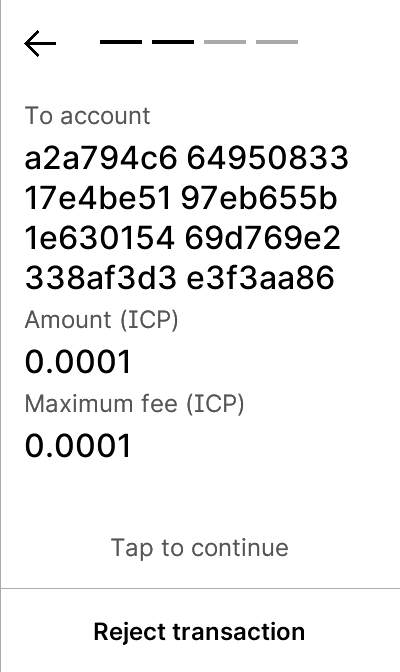 To account
a2a794c6 64950833
17e4be51 97eb655b
1e630154 69d769e2
338af3d3 e3f3aa86
Amount (ICP)
0.0001
Maximum fee (ICP)
0.0001
Tap to continue
Reject transaction